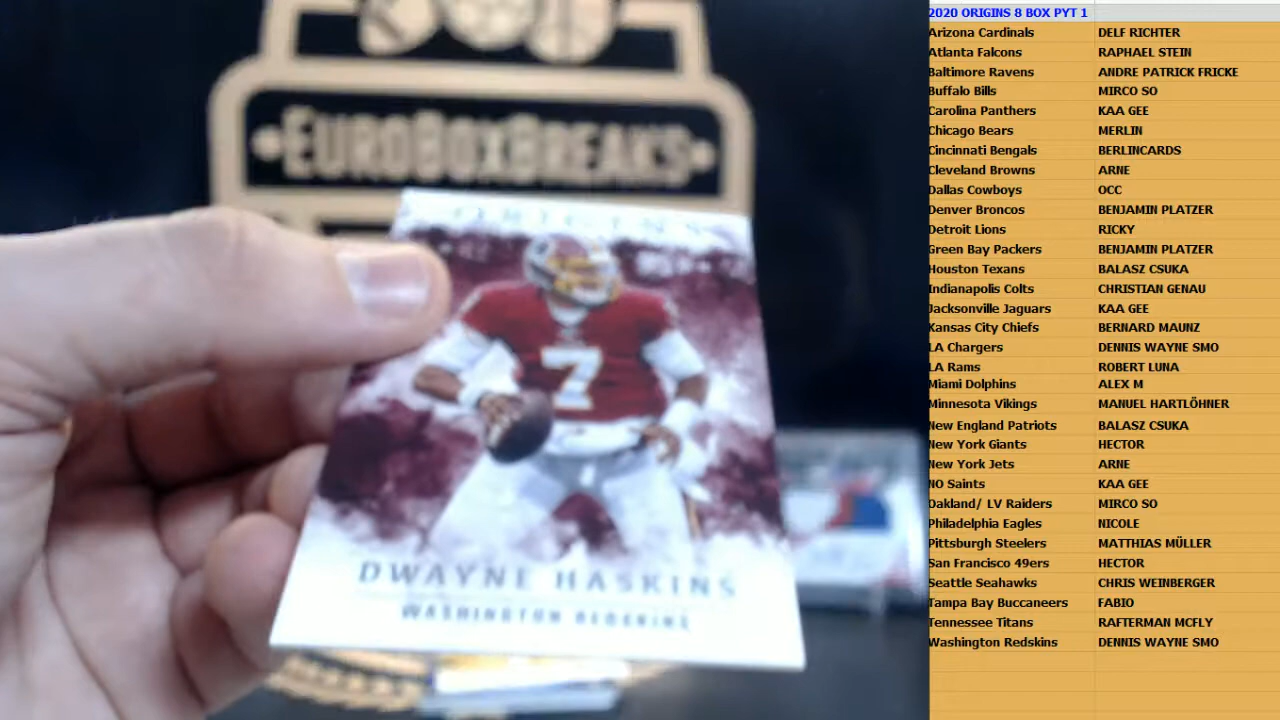 EUROBOXBREAKS
ORIGINS
7
DWAYNE HASKINS
WASHINGTON REDSKINS
2020 ORIGINS 8 BOX PYT 1
Arizona Cardinals DELF RICHTER
Atlanta Falcons RAPHAEL STEIN
Baltimore Ravens ANDRE PATRICK FRICKE
Buffalo Bills MIRCO SO
Carolina Panthers KAA GEE
Chicago Bears MERLIN
Cincinnati Bengals BERLINCARDS
Cleveland Browns ARNE
Dallas Cowboys OCC
Denver Broncos BENJAMIN PLATZER
Detroit Lions RICKY
Green Bay Packers BENJAMIN PLATZER
Houston Texans BALASZ CSUKA
Indianapolis Colts CHRISTIAN GENAU
Jacksonville Jaguars KAA GEE
Kansas City Chiefs BERNARD MAUNZ
LA Chargers DENNIS WAYNE SMO
LA Rams ROBERT LUNA
Miami Dolphins ALEX M
Minnesota Vikings MANUEL HARTLÖHNER
New England Patriots BALASZ CSUKA
New York Giants HECTOR
New York Jets ARNE
NO Saints KAA GEE
Oakland/ LV Raiders MIRCO SO
Philadelphia Eagles NICOLE
Pittsburgh Steelers MATTHIAS MÜLLER
San Francisco 49ers HECTOR
Seattle Seahawks CHRIS WEINBERGER
Tampa Bay Buccaneers FABIO
Tennessee Titans RAFTERMAN MCFLY
Washington Redskins DENNIS WAYNE SMO